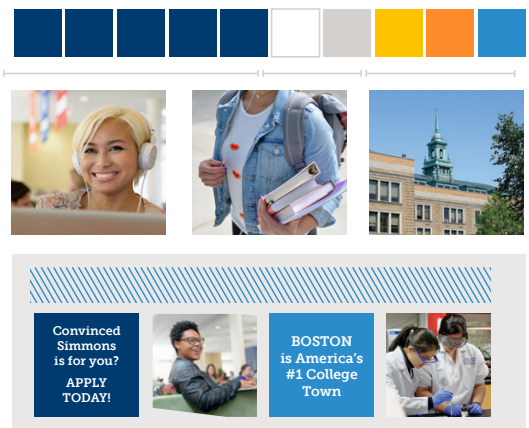 Convinced
Simmons
is for you?
APPLY
TODAY!
BOSTON
is America's
#1 College
Town